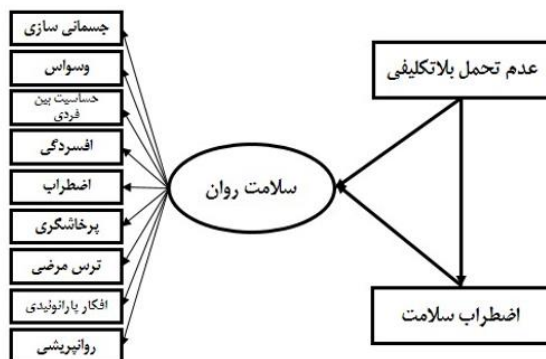 جسمانی سازی
وسواس
حساسیت بین
فردی
افسردگی
اضطراب
پرخاشگری
ترس مرضی
افکار پارانوئیدی
روانپریشی
سلامت روان
عدم تحمل بلاتکلیفی
اضطراب سلامت